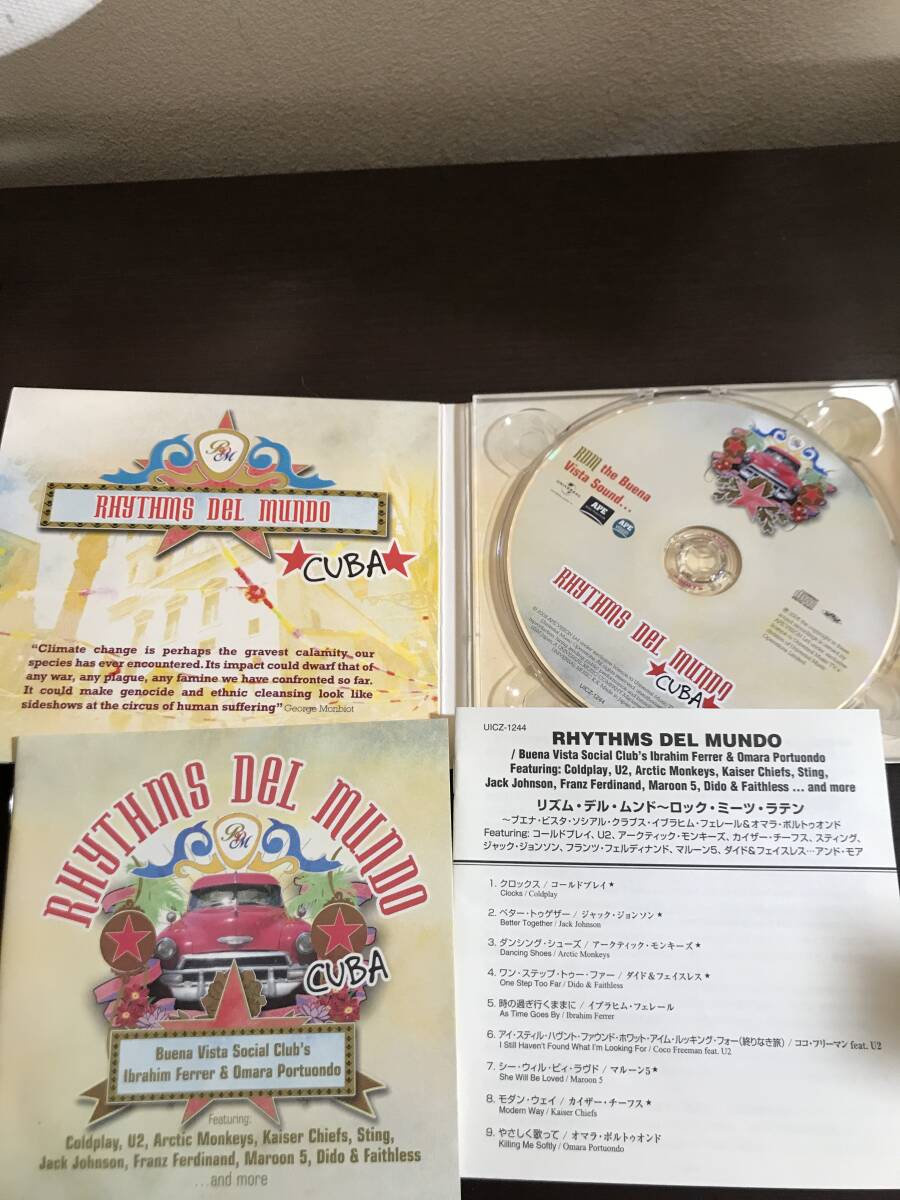 RM
RHYTHMS DEL MUNDO
CUBA
“Climate change is perhaps the gravest calamity our
species has ever encountered. Its impact could dwarf that of
any war, any plague, any famine we have confronted so far.
It could make genocide and ethnic cleansing look like
sideshows at the circus of human suffering” George Monbiot
RDM the Buena
Vista Sound...
UNIVERSAL
APE
APE
RHYTHMS DEL MUNDO
CUBA
UICZ-1244
RHYTHMS DEL MUNDO
RM
CUBA
Buena Vista Social Club's
Ibrahim Ferrer & Omara Portuondo
Featuring:
Coldplay, U2, Arctic Monkeys, Kaiser Chiefs, Sting,
Jack Johnson, Franz Ferdinand, Maroon 5, Dido & Faithless
...and more
UICZ-1244
RHYTHMS DEL MUNDO
/ Buena Vista Social Club's Ibrahim Ferrer & Omara Portuondo
Featuring: Coldplay, U2, Arctic Monkeys, Kaiser Chiefs, Sting,
Jack Johnson, Franz Ferdinand, Maroon 5, Dido & Faithless ... and more
リズム・デル・ムンド～ロック・ミーツ・ラテン
～ブエナ・ビスタ・ソシアル・クラブス・イブラヒム・フェレール&オマラ・ポルトゥオンド
Featuring: コールドプレイ、U2、アークティック・モンキーズ、カイザー・チーフス、スティング、
ジャック・ジョンソン、フランツ・フェルディナンド、マルーン5、ダイド&フェイスレス…アンド・モア
1. クロックス / コールドプレイ★
Clocks / Coldplay
2. ベター・トゥゲザー / ジャック・ジョンソン★
Better Together / Jack Johnson
3. ダンシング・シューズ / アークティック・モンキーズ★
Dancing Shoes / Arctic Monkeys
4. ワン・ステップ・トゥー・ファー / ダイド&フェイスレス★
One Step Too Far / Dido & Faithless
5. 時の過ぎ行くままに / イブラヒム・フェレール
As Time Goes By / Ibrahim Ferrer
6. アイ・スティル・ハヴント・ファウンド・ホワット・アイム・ルッキング・フォー(終りなき旅) / ココ・フリーマン feat. U2
I Still Haven't Found What I'm Looking For / Coco Freeman feat. U2
7. シー・ウィル・ビィ・ラヴド / マルーン5★
She Will Be Loved / Maroon 5
8. モダン・ウェイ / カイザー・チーフス★
Modern Way / Kaiser Chiefs
9. やさしく歌って / オマラ・ポルトゥオンド
Killing Me Softly / Omara Portuondo